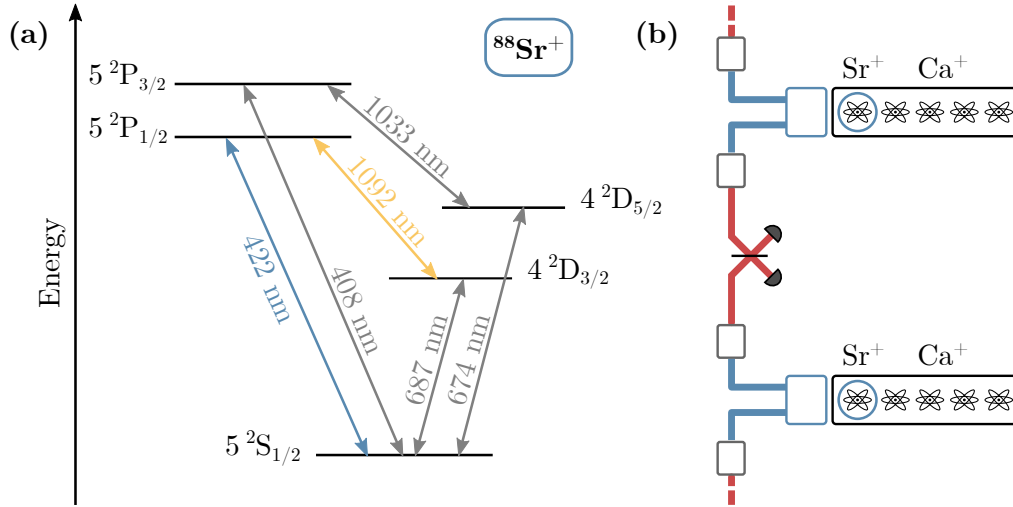 (a)
Energy
⁸⁸Sr⁺
5 ²P₃/₂
5 ²P₁/₂
4 ²D₅/₂
4 ²D₃/₂
5 ²S₁/₂
1033 nm
1092 nm
422 nm
408 nm
687 nm
674 nm
(b)
Sr⁺ Ca⁺
Sr⁺ Ca⁺